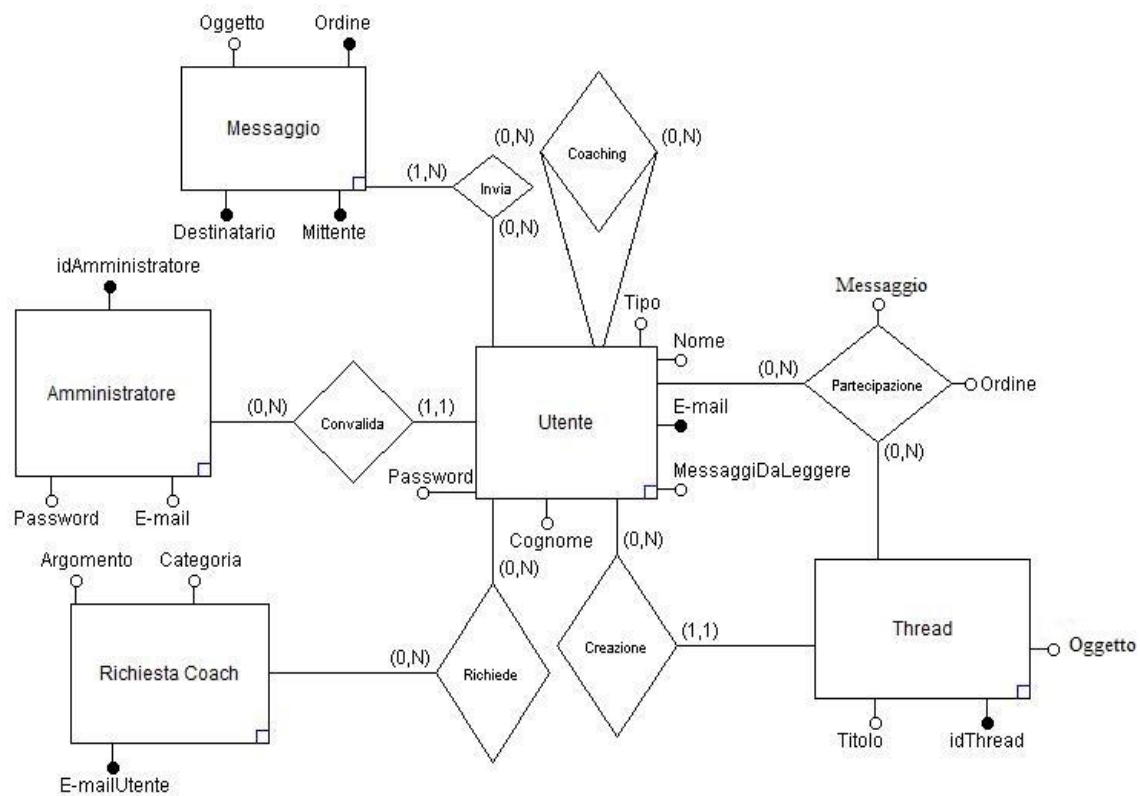 Oggetto
Ordine
Messaggio
(0,N)
Coaching
(0,N)
(1,N)
Invia
(0,N)
Destinatario
Mittente
idAmministratore
Tipo
Messaggio
Nome
Amministratore
(0,N)
Convalida
(1,1)
Utente
E-mail
(0,N)
Partecipazione
Ordine
(0,N)
Password
MessaggiDaLeggere
Password
E-mail
Cognome
Argomento
Categoria
(0,N)
(0,N)
Richiesta Coach
(0,N)
Richiede
Creazione
(1,1)
Thread
Oggetto
Titolo
idThread
E-mailUtente